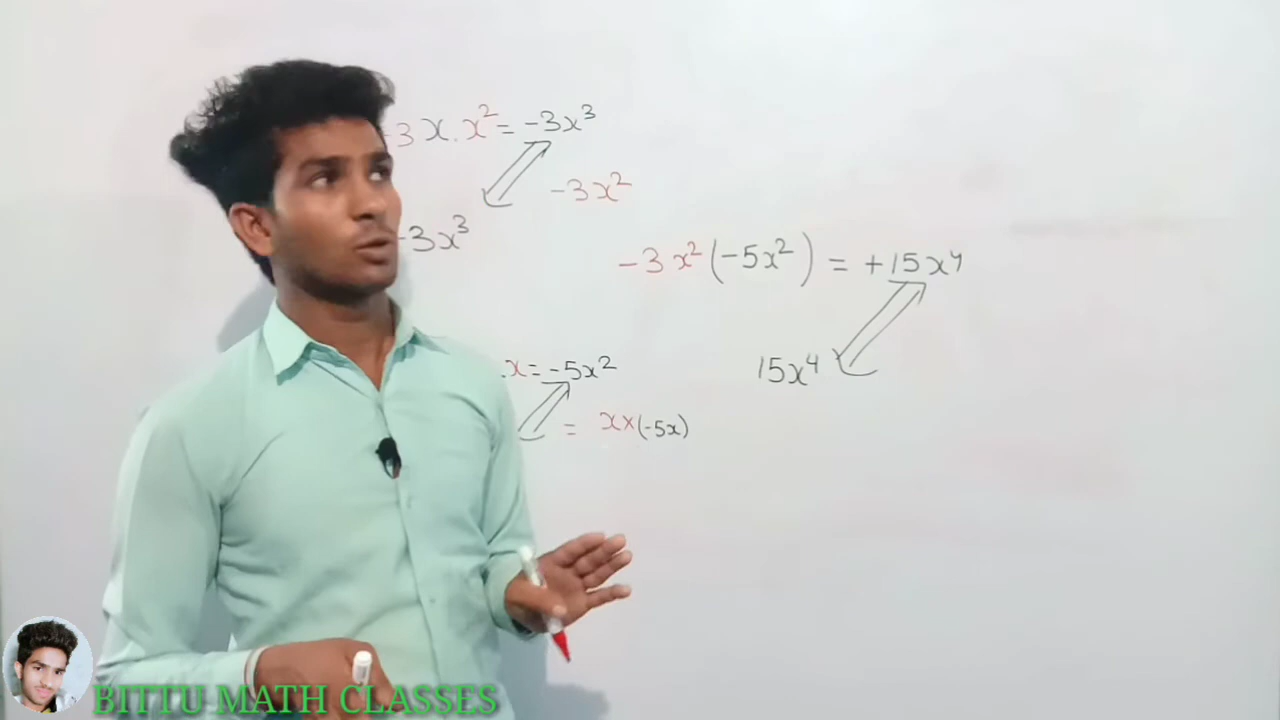 -3x.x² = -3x³
-3x²
-3x³
-3x²(-5x²) = +15x⁴
.x = -5x²
15x⁴
= x×(-5x)
BITTU MATH CLASSES